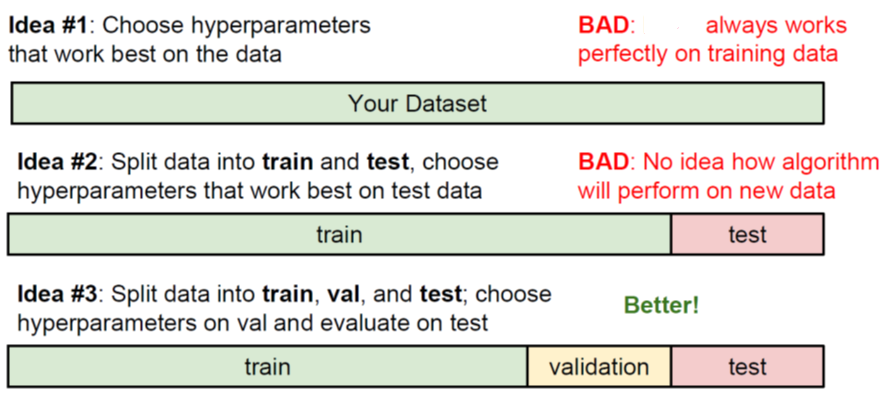 Idea #1: Choose hyperparameters
that work best on the data
BAD: always works
perfectly on training data
Your Dataset
Idea #2: Split data into train and test, choose
hyperparameters that work best on test data
BAD: No idea how algorithm
will perform on new data
train
test
Idea #3: Split data into train, val, and test; choose
hyperparameters on val and evaluate on test
Better!
train
validation
test